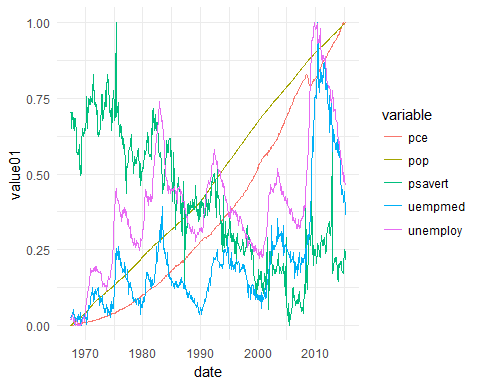 1.00
0.75
0.50
0.25
0.00
value01
1970
1980
1990
2000
2010
date
variable
pce
pop
psavert
uempmed
unemploy